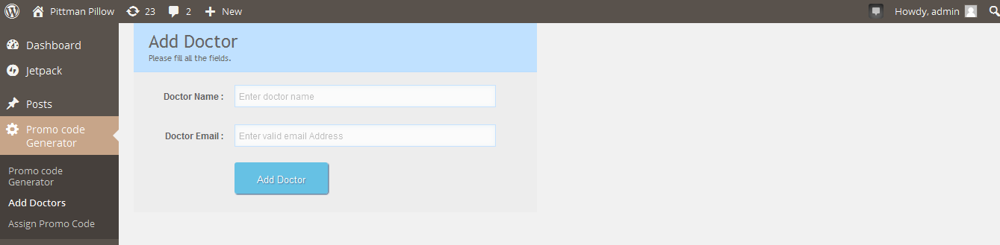 Pittman Pillow 23 2 New Howdy, admin
Dashboard
Jetpack
Posts
Promo code
Generator
Promo code
Generator
Add Doctors
Assign Promo Code
Add Doctor
Please fill all the fields.
Doctor Name : Enter doctor name
Doctor Email : Enter valid email Address
Add Doctor